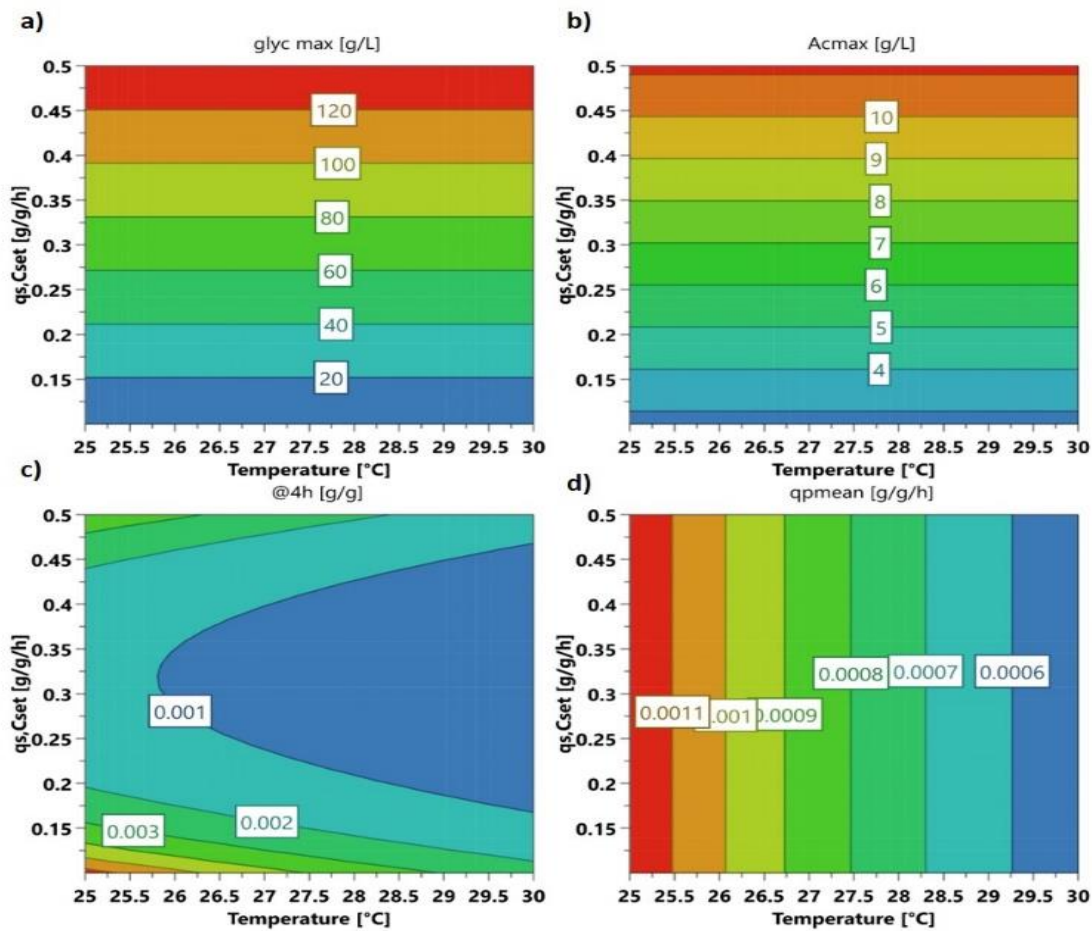 a)
glyc max [g/L]
0.5
0.45
0.4
0.35
0.3
0.25
0.2
0.15
qs,Cset [g/g/h]
120
100
80
60
40
20
25 25.5 26 26.5 27 27.5 28 28.5 29 29.5 30
Temperature [°C]
b)
Acmax [g/L]
0.5
0.45
0.4
0.35
0.3
0.25
0.2
0.15
qs,Cset [g/g/h]
10
9
8
7
6
5
4
25 25.5 26 26.5 27 27.5 28 28.5 29 29.5 30
Temperature [°C]
c)
@4h [g/g]
0.5
0.45
0.4
0.35
0.3
0.25
0.2
0.15
qs,Cset [g/g/h]
0.001
0.003
0.002
25 25.5 26 26.5 27 27.5 28 28.5 29 29.5 30
Temperature [°C]
d)
qpmean [g/g/h]
0.5
0.45
0.4
0.35
0.3
0.25
0.2
0.15
qs,Cset [g/g/h]
0.0008 0.0007 0.0006
0.0011 .001 0.0009
25 25.5 26 26.5 27 27.5 28 28.5 29 29.5 30
Temperature [°C]